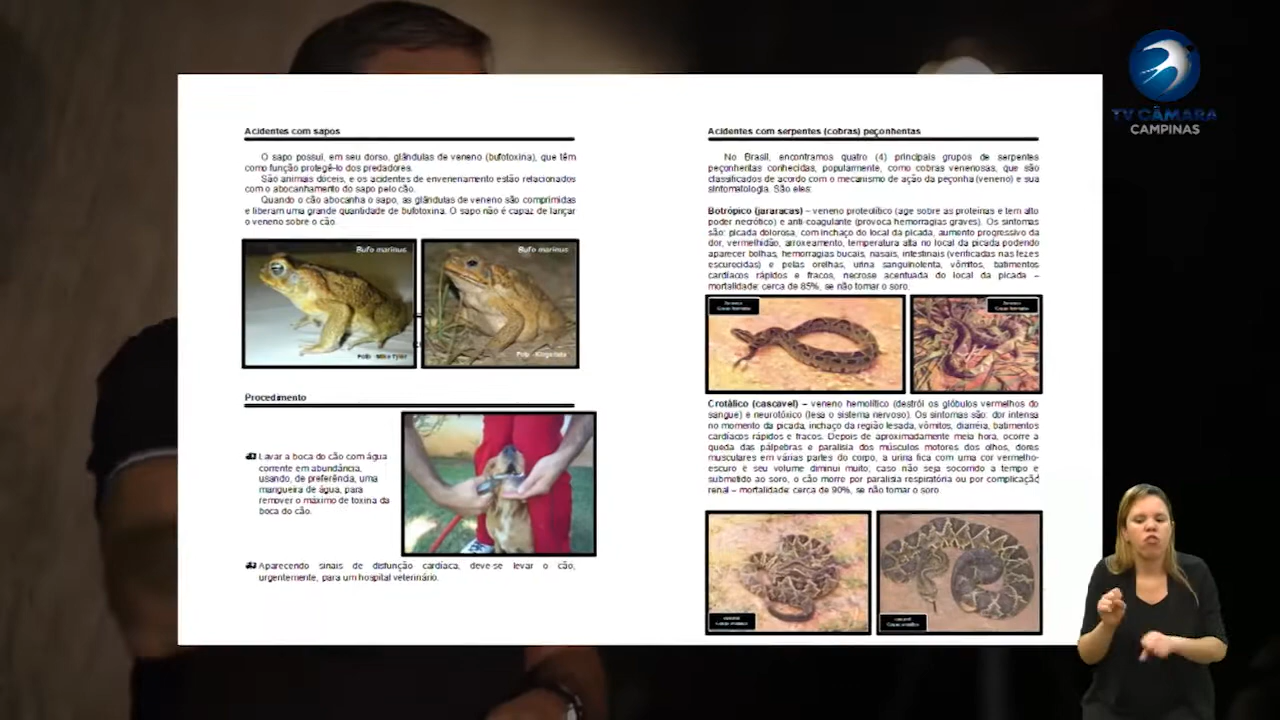 TV CÂMARA
CAMPINAS
Acidentes com sapos
O sapo possui, em seu dorso, glândulas de veneno (bufotoxina), que têm
como função protegê-lo dos predadores.
São animais dóceis, e os acidentes de envenenamento estão relacionados
com o abocanhamento do sapo pelo cão.
Quando o cão abocanha o sapo, as glândulas de veneno são comprimidas
e liberam uma grande quantidade de bufotoxina. O sapo não é capaz de lançar
o veneno sobre o cão.
Bufo marinus
Bufo marinus
Foto - Mike Tyler
Procedimento
Lavar a boca do cão com água
corrente em abundância,
usando, de preferência, uma
mangueira de água, para
remover o máximo de toxina da
boca do cão.
Aparecendo sinais de disfunção cardíaca, deve-se levar o cão,
urgentemente, para um hospital veterinário.
Acidentes com serpentes (cobras) peçonhentas
No Brasil, encontramos quatro (4) principais grupos de serpentes
peçonhentas conhecidas, popularmente, como cobras venenosas, que são
classificados de acordo com o mecanismo de ação da peçonha (veneno) e sua
sintomatologia. São eles:
Botrópico (jararacas) – veneno proteolítico (age sobre as proteínas e tem alto
poder necrótico) e anti-coagulante (provoca hemorragias graves). Os sintomas
são: picada dolorosa, com inchaço do local da picada, aumento progressivo da
dor, vermelhidão, arroxeamento, temperatura alta no local da picada podendo
aparecer bolhas, hemorragias bucais, nasais, intestinais (verificadas nas fezes
escurecidas) e pelas orelhas, urina sanguinolenta, vômitos, batimentos
cardíacos rápidos e fracos, necrose acentuada do local da picada –
mortalidade: cerca de 85%, se não tomar o soro.
Crotálico (cascavel) – veneno hemolítico (destrói os glóbulos vermelhos do
sangue) e neurotóxico (lesa o sistema nervoso). Os sintomas são: dor intensa
no momento da picada, inchaço da região lesada, vômitos, diarréia, batimentos
cardíacos rápidos e fracos. Depois de aproximadamente meia hora, ocorre a
queda das pálpebras e paralisia dos músculos motores dos olhos, dores
musculares em várias partes do corpo, a urina fica com uma cor vermelho-
escuro e seu volume diminui muito; caso não seja socorrido a tempo e
submetido ao soro, o cão morre por paralisia respiratória ou por complicação
renal – mortalidade: cerca de 90%, se não tomar o soro.